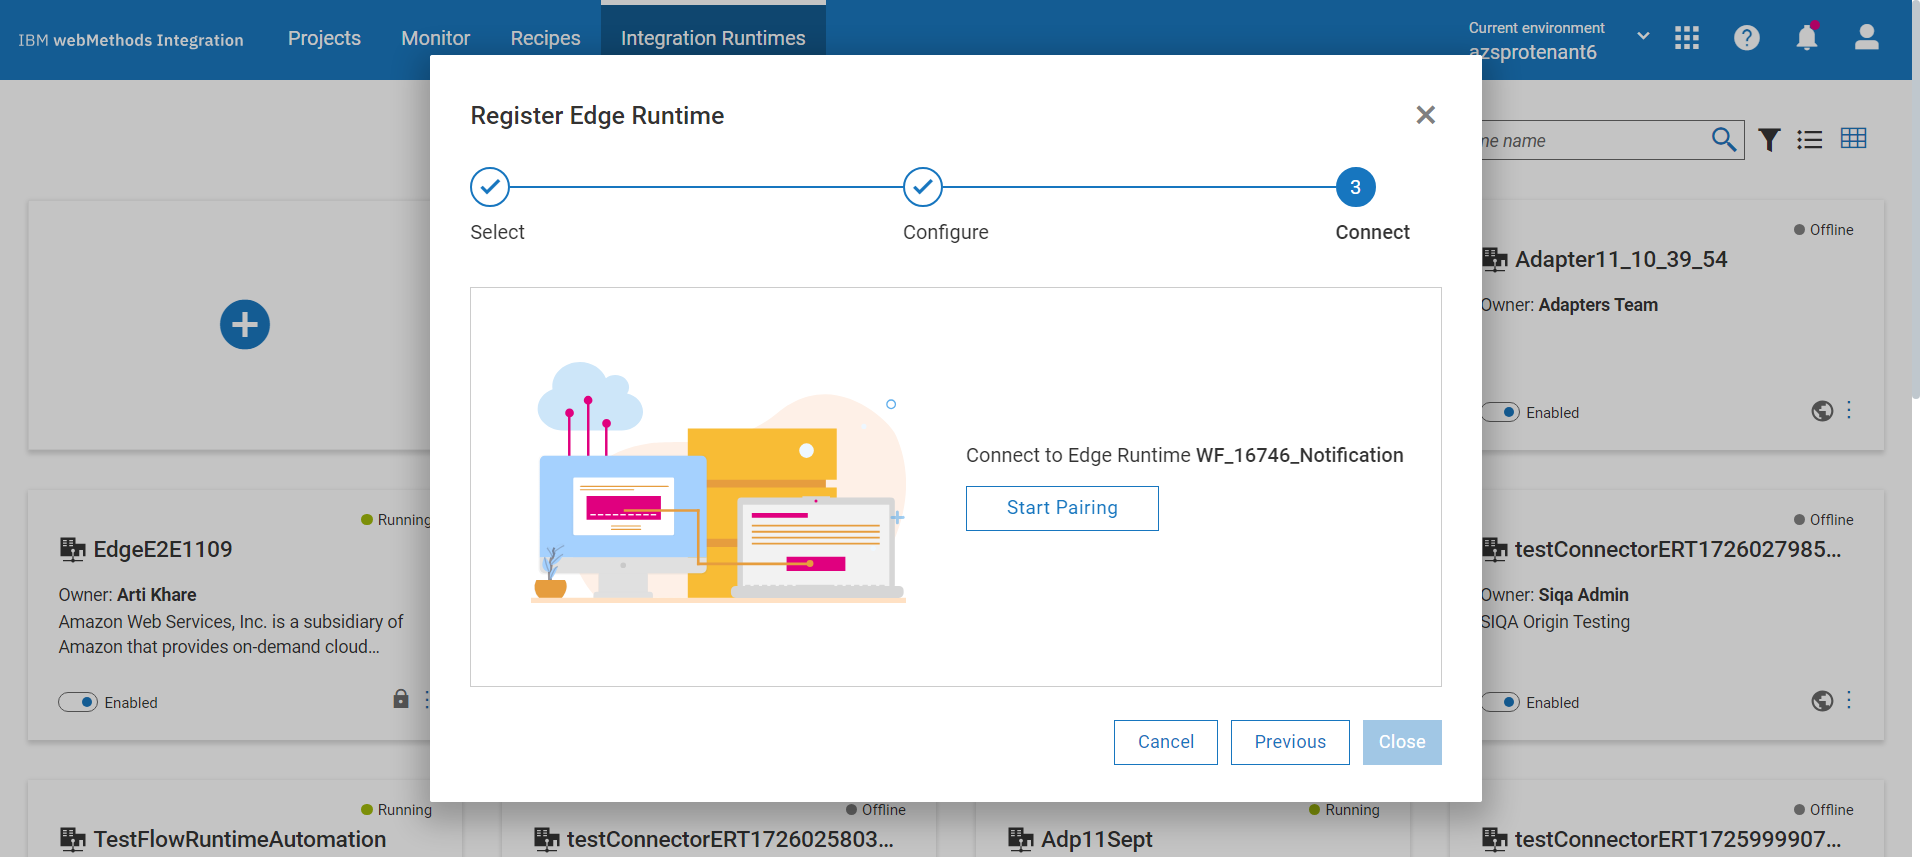 IBM webMethods Integration
Projects
Monitor
Recipes
Integration Runtimes
Current environment
azsprotenant6
Register Edge Runtime
name
3
Select
Configure
Connect
Offline
Adapter11_10_39_54
Owner: Adapters Team
Enabled
Connect to Edge Runtime WF_16746_Notification
Start Pairing
Running
EdgeE2E1109
Owner: Arti Khare
Amazon Web Services, Inc. is a subsidiary of
Amazon that provides on-demand cloud...
Enabled
Offline
testConnectorERT1726027985...
Owner: Siqa Admin
SIQA Origin Testing
Enabled
Cancel
Previous
Close
Running
TestFlowRuntimeAutomation
Offline
testConnectorERT1726025803...
Running
Adp11Sept
Offline
testConnectorERT1725999907...